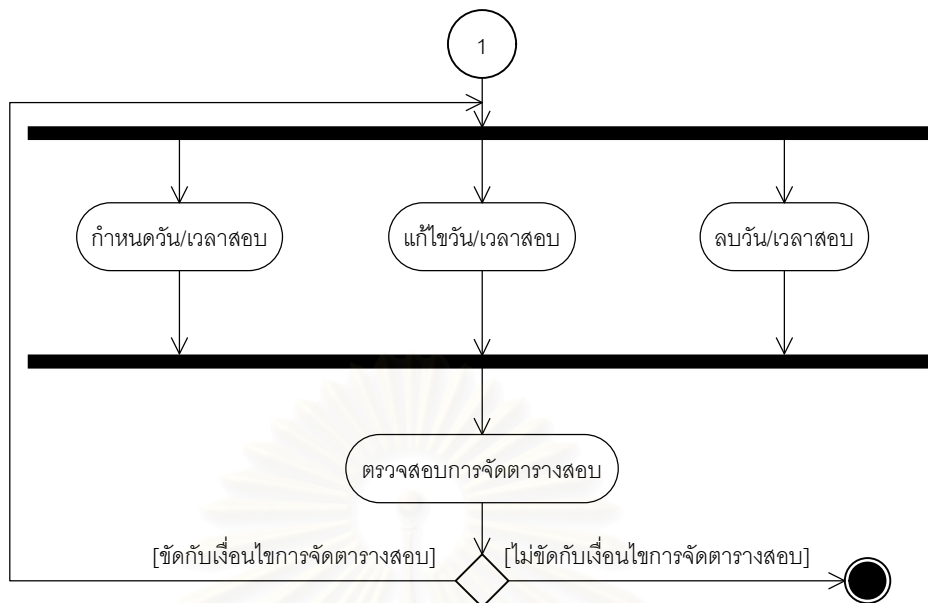 1
กำหนดวัน/เวลาสอบ
แก้ไขวัน/เวลาสอบ
ลบวัน/เวลาสอบ
ตรวจสอบการจัดตารางสอบ
[ขัดกับเงื่อนไขการจัดตารางสอบ]
[ไม่ขัดกับเงื่อนไขการจัดตารางสอบ]